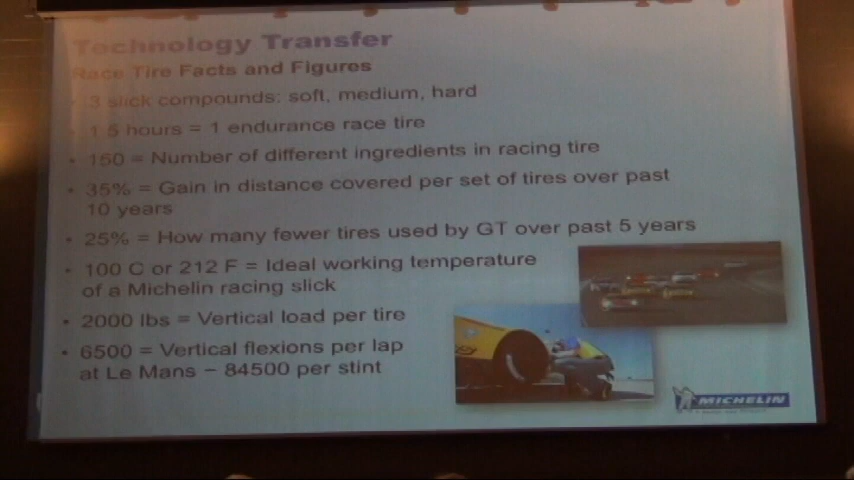 Technology Transfer
Race Tire Facts and Figures
• 3 slick compounds: soft, medium, hard
• 1.5 hours = 1 endurance race tire
• 150 = Number of different ingredients in racing tire
• 35% = Gain in distance covered per set of tires over past
10 years
• 25% = How many fewer tires used by GT over past 5 years
• 100 C or 212 F = Ideal working temperature
of a Michelin racing slick
• 2000 lbs = Vertical load per tire
• 6500 = Vertical flexions per lap
at Le Mans – 84500 per stint
MICHELIN